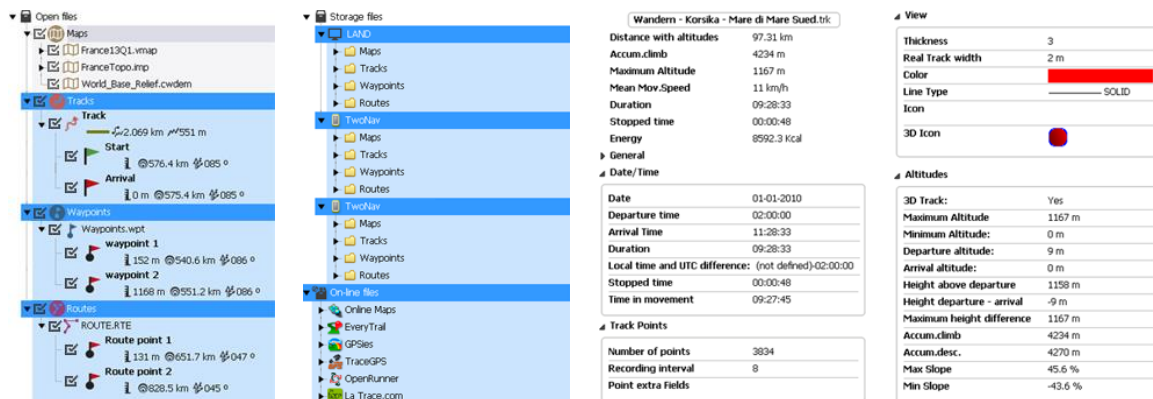 Open files
Maps
France13Q1.vmap
FranceTopo.imp
World_Base_Relief.cwdem
Tracks
Track
2.069 km 551 m
Start
576.4 km 085 º
Arrival
0 m 575.4 km 085 º
Waypoints
Waypoints.wpt
waypoint 1
152 m 540.6 km 086 º
waypoint 2
1168 m 551.2 km 086 º
Routes
ROUTE.RTE
Route point 1
131 m 651.7 km 047 º
Route point 2
828.5 km 045 º
Storage files
LAND
Maps
Tracks
Waypoints
Routes
TwoNav
Maps
Tracks
Waypoints
Routes
TwoNav
Maps
Tracks
Waypoints
Routes
On-line files
Online Maps
EveryTrail
GPSies
TraceGPS
OpenRunner
La Trace.com
Wandern - Korsika - Mare di Mare Sued.trk
Distance with altitudes 97.31 km
Accum.climb 4234 m
Maximum Altitude 1167 m
Mean Mov.Speed 11 km/h
Duration 09:28:33
Stopped time 00:00:48
Energy 8592.3 Kcal
General
Date/Time
Date 01-01-2010
Departure time 02:00:00
Arrival Time 11:28:33
Duration 09:28:33
Local time and UTC difference: (not defined)-02:00:00
Stopped time 00:00:48
Time in movement 09:27:45
Track Points
Number of points 3834
Recording interval 8
Point extra Fields
View
Thickness 3
Real Track width 2 m
Color
Line Type SOLID
Icon
3D Icon
Altitudes
3D Track: Yes
Maximum Altitude 1167 m
Minimum Altitude: 0 m
Departure altitude: 9 m
Arrival altitude: 0 m
Height above departure 1158 m
Height departure - arrival -9 m
Maximum height difference 1167 m
Accum.climb 4234 m
Accum.desc. 4270 m
Max Slope 45.6 %
Min Slope -43.6 %